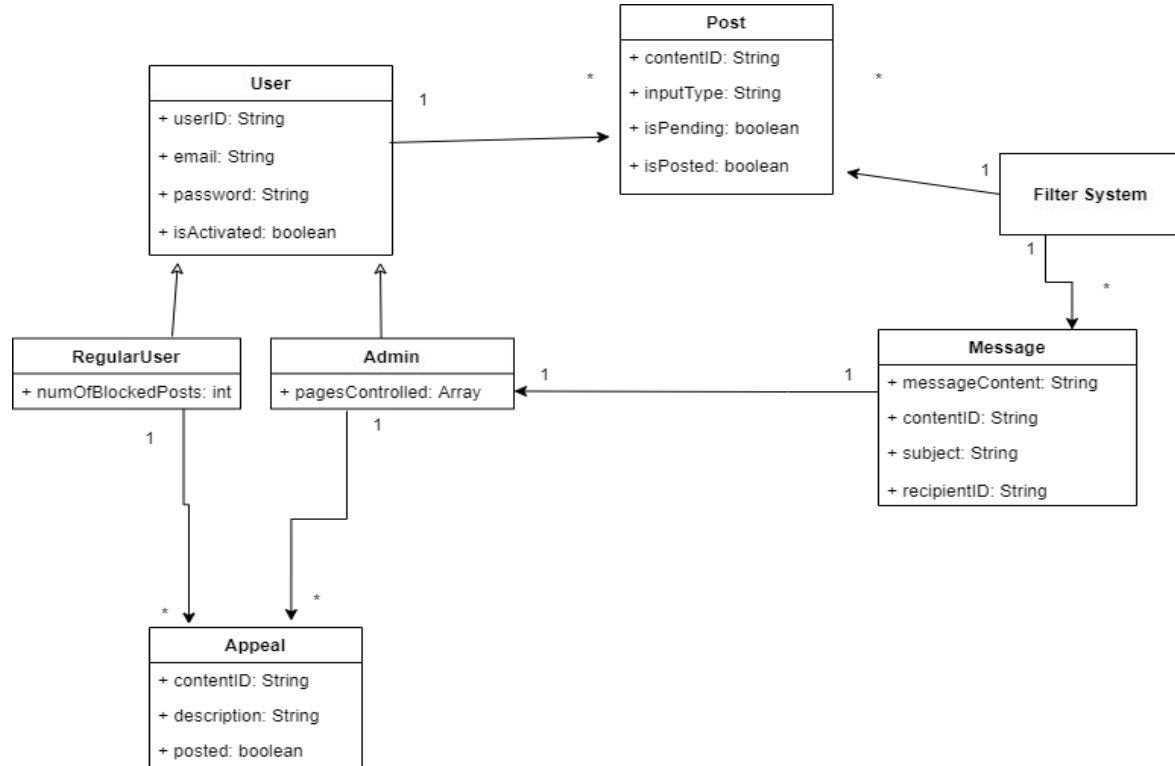 Post
+ contentID: String
+ inputType: String
+ isPending: boolean
+ isPosted: boolean
*
*
User
+ userID: String
+ email: String
+ password: String
+ isActivated: boolean
1
Filter System
1
1
*
RegularUser
+ numOfBlockedPosts: int
1
Admin
+ pagesControlled: Array
1
1
1
Message
+ messageContent: String
+ contentID: String
+ subject: String
+ recipientID: String
*
*
Appeal
+ contentID: String
+ description: String
+ posted: boolean